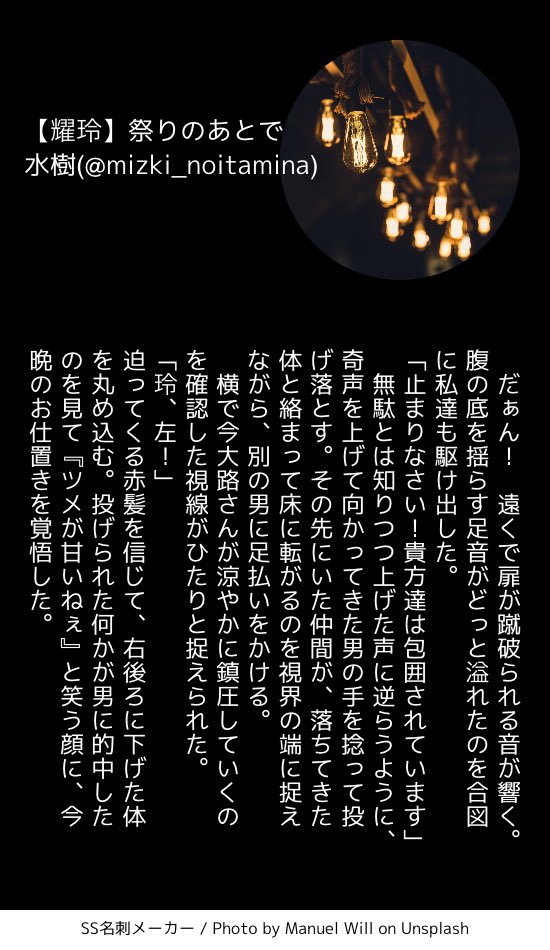 【耀玲】祭りのあとで
水樹(@mizki_noitamina)
　だぁん！　遠くで扉が蹴破られる音が響く。
腹の底を揺らす足音がどっと溢れたのを合図
に私達も駆け出した。
「止まりなさい！貴方達は包囲されています」
　無駄とは知りつつ上げた声に逆らうように、
奇声を上げて向かってきた男の手を捻って投
げ落とす。その先にいた仲間が、落ちてきた
体と絡まって床に転がるのを視界の端に捉え
ながら、別の男に足払いをかける。
　横で今大路さんが涼やかに鎮圧していくの
を確認した視線がひたりと捉えられた。
「玲、左！」
迫ってくる赤髪を信じて、右後ろに下げた体
を丸め込む。投げられた何かが男に的中した
のを見て『ツメが甘いねぇ』と笑う顔に、今
晩のお仕置きを覚悟した。
SS名刺メーカー / Photo by Manuel Will on Unsplash